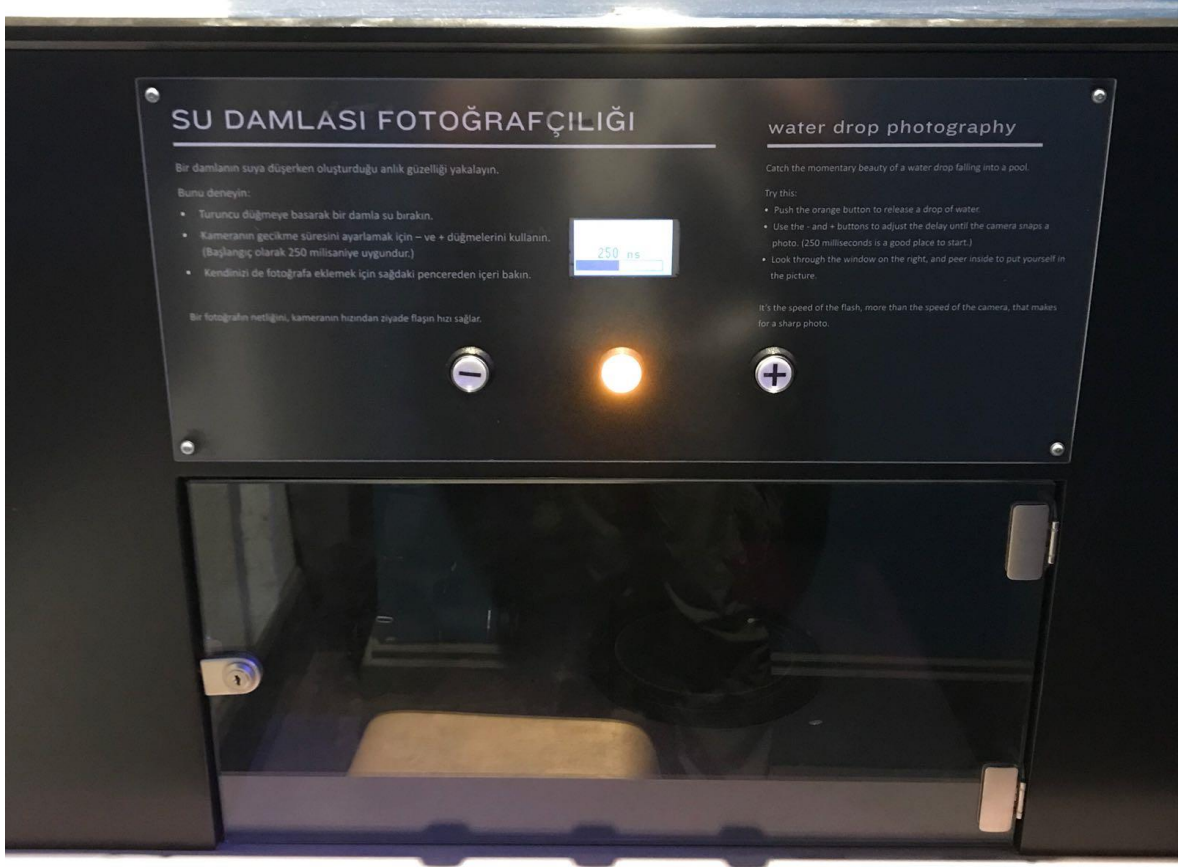 SU DAMLASI FOTOĞRAFÇILIĞI
Bir damlanın suya düşerken oluşturduğu anlık güzelliği yakalayın.
Bunu deneyin:
• Turuncu düğmeye basarak bir damla su bırakın.
• Kameranın gecikme süresini ayarlamak için – ve + düğmelerini kullanın.
(Başlangıç olarak 250 milisaniye uygundur.)
• Kendinizi de fotoğrafa eklemek için sağdaki pencereden içeri bakın.
Bir fotoğrafın netliğini, kameranın hızından ziyade flaşın hızı sağlar.
250 ms
water drop photography
Catch the momentary beauty of a water drop falling into a pool.
Try this:
• Push the orange button to release a drop of water.
• Use the - and + buttons to adjust the delay until the camera snaps a
photo. (250 milliseconds is a good place to start.)
• Look through the window on the right, and peer inside to put yourself in
the picture.
It's the speed of the flash, more than the speed of the camera, that makes
for a sharp photo.
– +